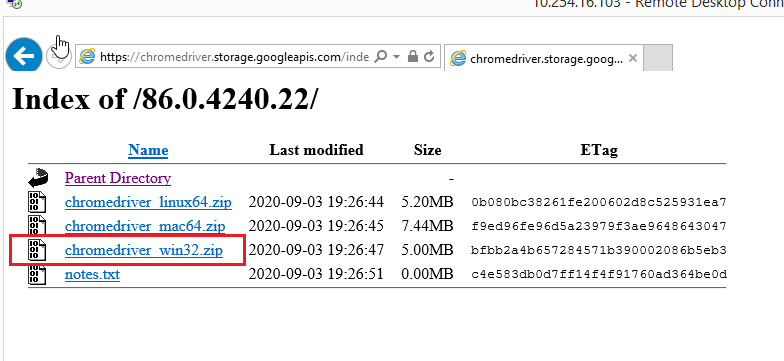 10.254.16.103 - Remote Desktop Conn
https://chromedriver.storage.googleapis.com/inde
chromedriver.storage.goog...
Index of /86.0.4240.22/
Name Last modified Size ETag
Parent Directory -
chromedriver_linux64.zip 2020-09-03 19:26:44 5.20MB 0b080bc38261fe200602d8c525931ea7
chromedriver_mac64.zip 2020-09-03 19:26:45 7.44MB f9ed96fe96d5a23979f3ae9648643047
chromedriver_win32.zip 2020-09-03 19:26:47 5.00MB bfbb2a4b657284571b390002086b5eb3
notes.txt 2020-09-03 19:26:51 0.00MB c4e583db0d7ff14f4f91760ad364be0d